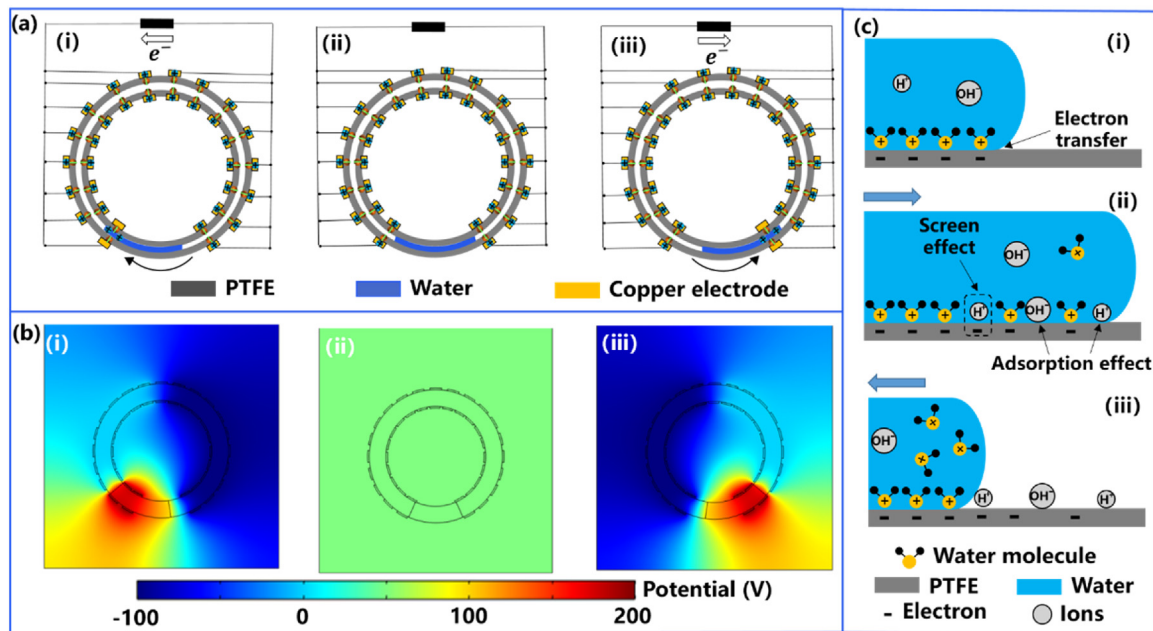 (a)
(i)
e⁻
(ii)
(iii)
e⁻
PTFE
Water
Copper electrode
(b)
(i)
(ii)
(iii)
Potential (V)
-100
0
100
200
(c)
(i)
H⁺
OH⁻
Electron
transfer
(ii)
Screen
effect
OH⁻
H⁺
OH⁻
H⁺
Adsorption effect
(iii)
OH⁻
H⁺
OH⁻
H⁺
Water molecule
PTFE
Water
Electron
Ions